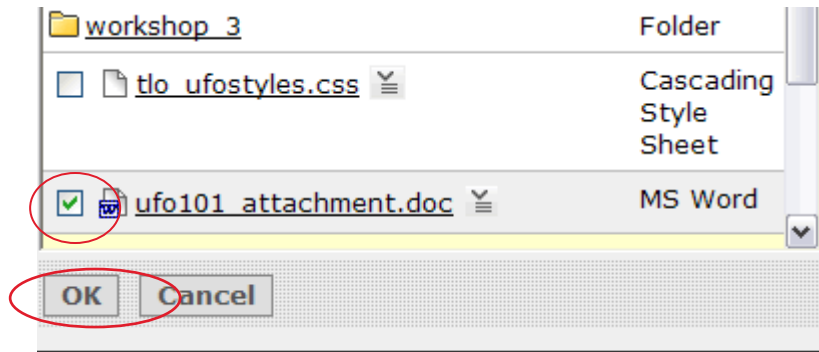 workshop_3 Folder
tlo_ufostyles.css Cascading
Style
Sheet
ufo101_attachment.doc MS Word
OK Cancel